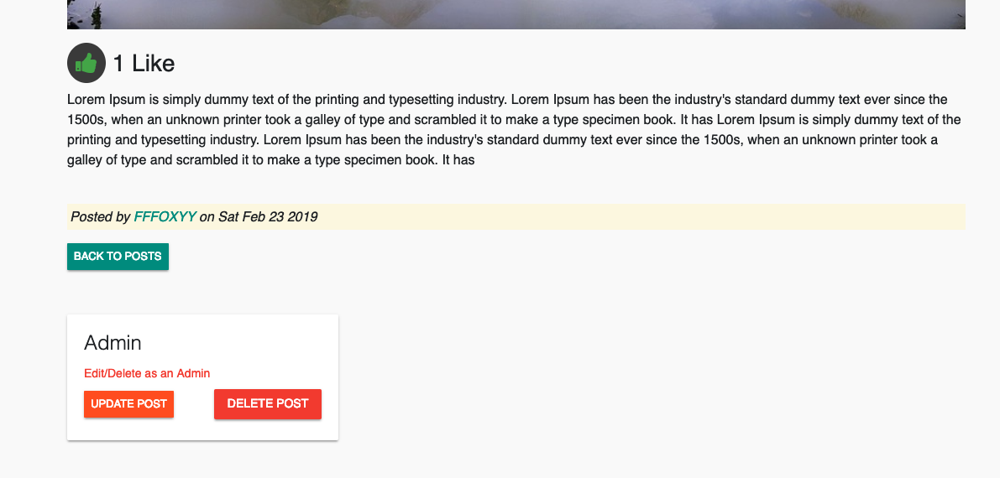 1 Like
Lorem Ipsum is simply dummy text of the printing and typesetting industry. Lorem Ipsum has been the industry's standard dummy text ever since the
1500s, when an unknown printer took a galley of type and scrambled it to make a type specimen book. It has Lorem Ipsum is simply dummy text of the
printing and typesetting industry. Lorem Ipsum has been the industry's standard dummy text ever since the 1500s, when an unknown printer took a
galley of type and scrambled it to make a type specimen book. It has
Posted by FFFOXYY on Sat Feb 23 2019
BACK TO POSTS
Admin
Edit/Delete as an Admin
UPDATE POST DELETE POST